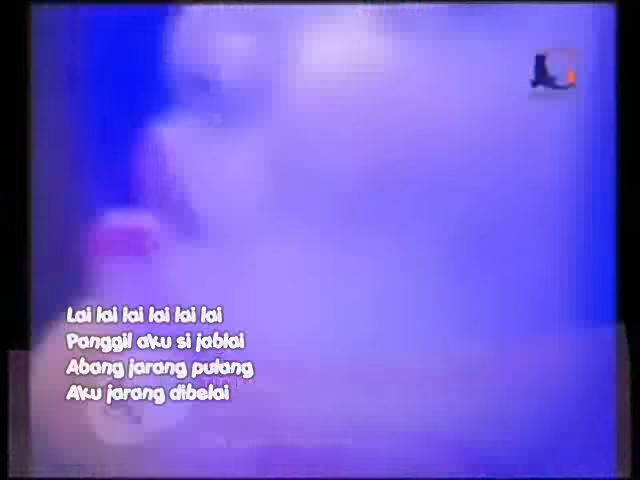 Lai lai lai lai lai lai
Panggil aku si jablai
Abang jarang pulang
Aku jarang dibelai